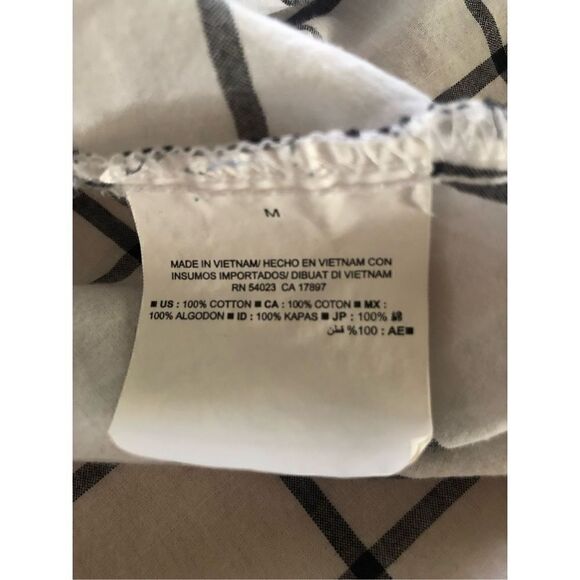 M
MADE IN VIETNAM/ HECHO EN VIETNAM CON
INSUMOS IMPORTADOS/ DIBUAT DI VIETNAM
RN 54023 CA 17897
■ US : 100% COTTON ■ CA : 100% COTON ■ MX :
100% ALGODON ■ ID : 100% KAPAS ■ JP : 100% 綿
■ AE : 100% قطن